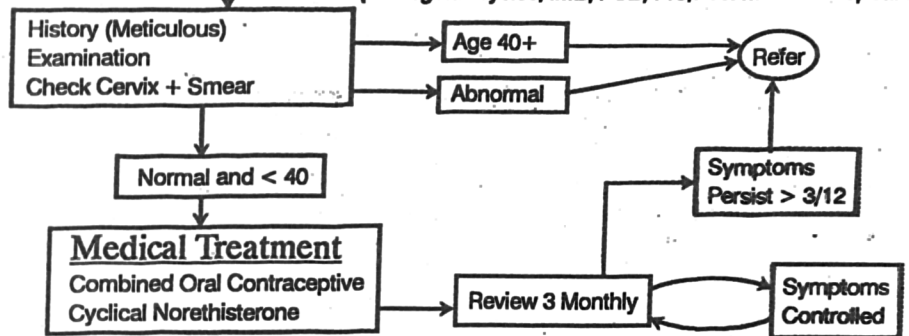 History (Meticulous)
Examination
Check Cervix + Smear
Age 40+
Abnormal
Refer
Normal and < 40
Symptoms
Persist > 3/12
Medical Treatment
Combined Oral Contraceptive
Cyclical Norethisterone
Review 3 Monthly
Symptoms
Controlled